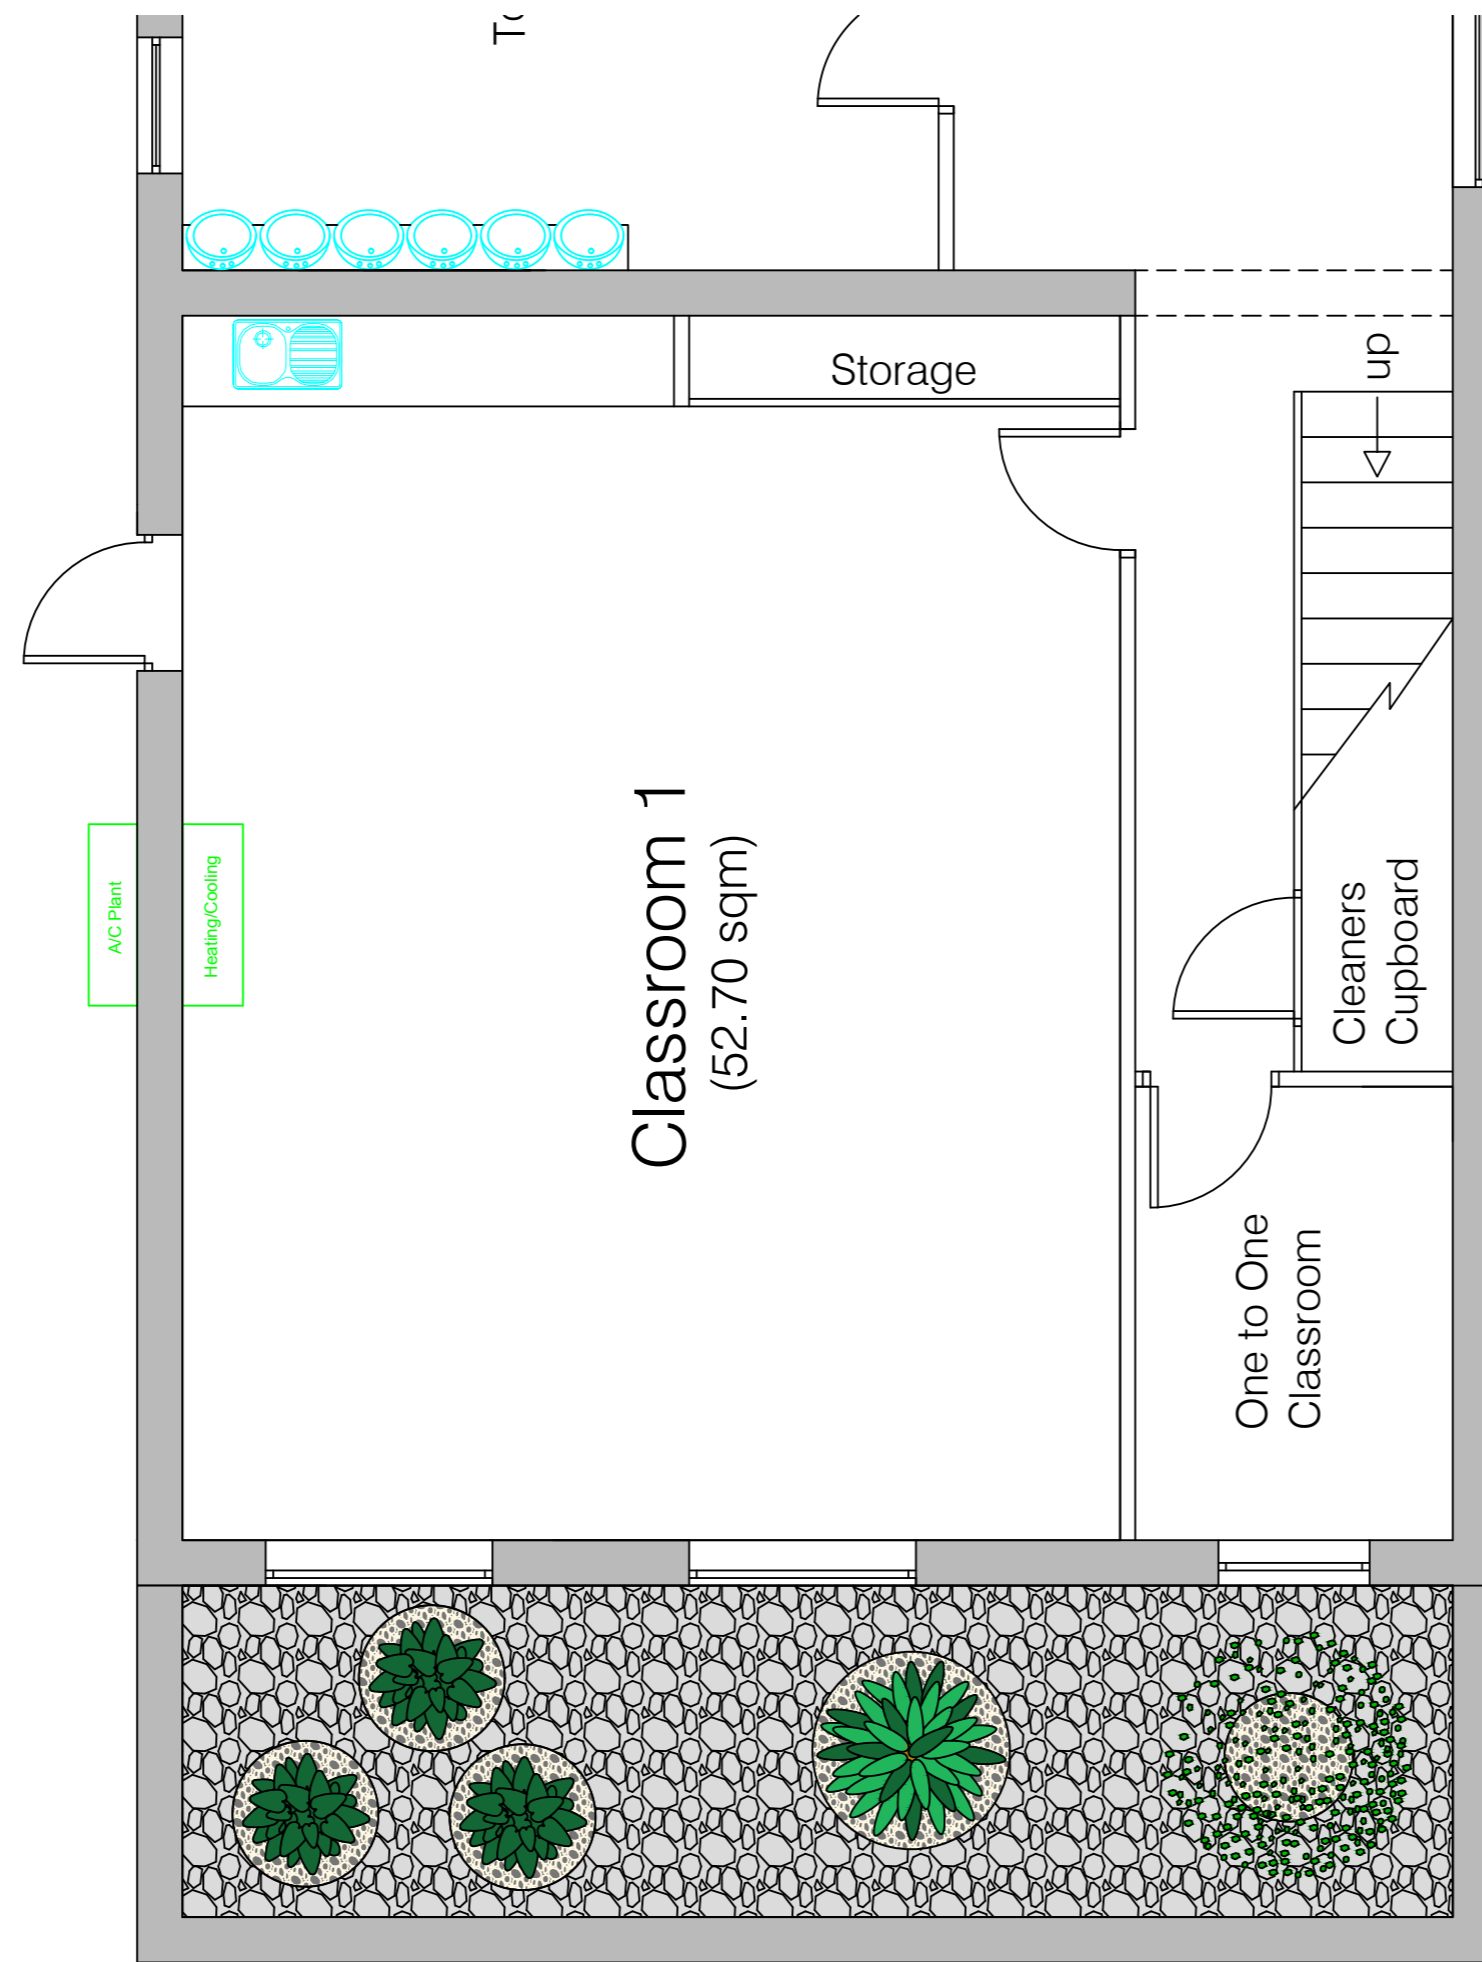 Storage
up
Classroom 1
(52.70 sqm)
A/C Plant
Heating/Cooling
Cleaners
Cupboard
One to One
Classroom